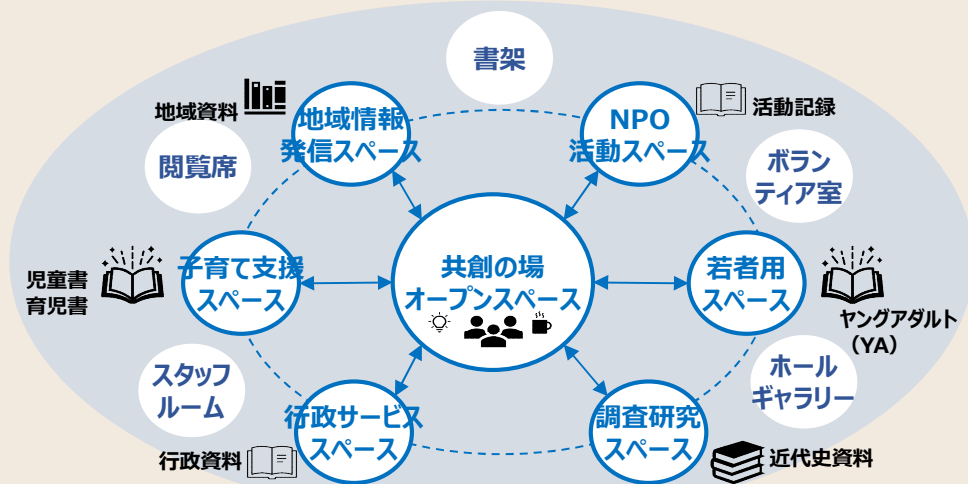 書架
地域資料
地域情報
発信スペース
NPO
活動スペース
活動記録
閲覧席
ボラン
ティア室
子育て支援
スペース
児童書
育児書
共創の場
オープンスペース
若者用
スペース
ヤングアダルト
（YA）
スタッフ
ルーム
ホール
ギャラリー
行政サービス
スペース
行政資料
調査研究
スペース
近代史資料